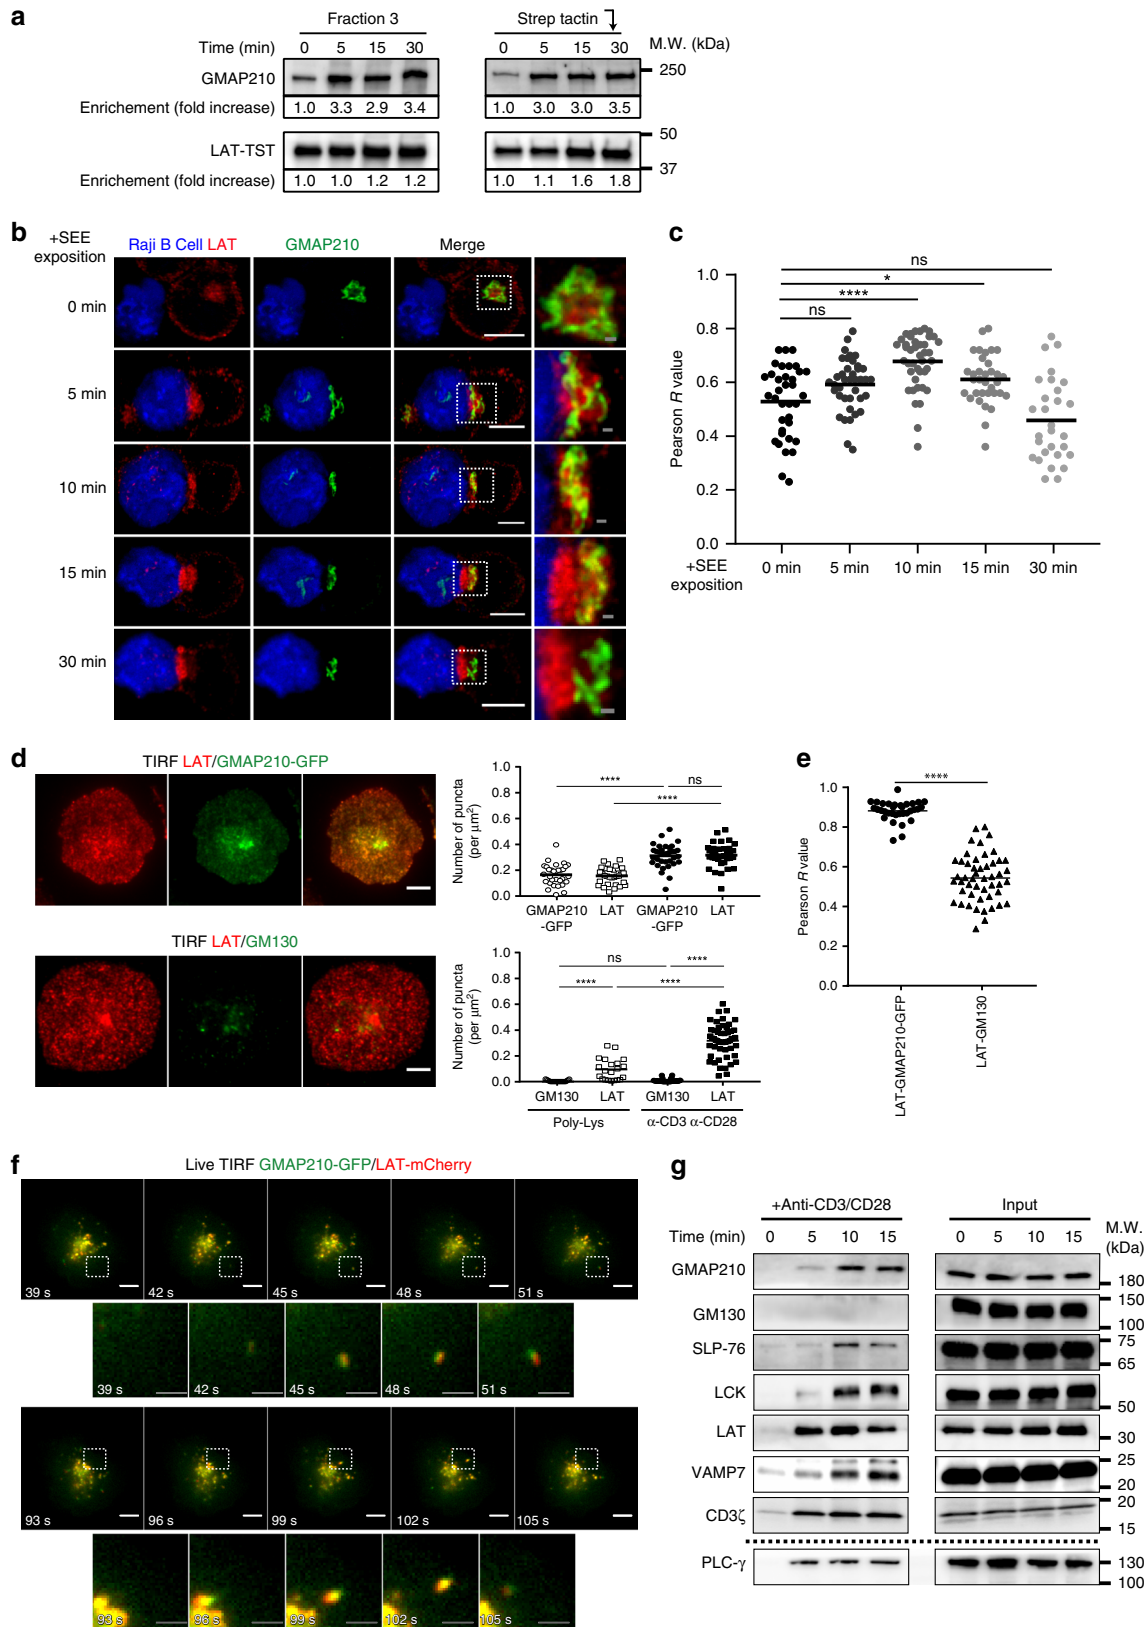 a
Fraction 3
Strep tactin
Time (min) 0 5 15 30 0 5 15 30 M.W. (kDa)
GMAP210 250
Enrichement (fold increase) 1.0 3.3 2.9 3.4 1.0 3.0 3.0 3.5
LAT-TST 50
37
Enrichement (fold increase) 1.0 1.0 1.2 1.2 1.0 1.1 1.6 1.8
b
+SEE exposition
Raji B Cell LAT GMAP210 Merge
0 min
5 min
10 min
15 min
30 min
c
ns
*
****
ns
1.0
0.8
0.6
0.4
0.2
0.0
Pearson R value
+SEE exposition
0 min 5 min 10 min 15 min 30 min
d
TIRF LAT/GMAP210-GFP
Number of puncta (per μm²)
1.0
0.8
0.6
0.4
0.2
0.0
**** ns
****
GMAP210 -GFP LAT GMAP210 -GFP LAT
TIRF LAT/GM130
Number of puncta (per μm²)
1.0
0.8
0.6
0.4
0.2
0.0
ns ****
**** ****
GM130 LAT GM130 LAT
Poly-Lys α-CD3 α-CD28
e
****
1.0
0.8
0.6
0.4
0.2
0.0
Pearson R value
LAT-GMAP210-GFP
LAT-GM130
f
Live TIRF GMAP210-GFP/LAT-mCherry
39 s 42 s 45 s 48 s 51 s
39 s 42 s 45 s 48 s 51 s
93 s 96 s 99 s 102 s 105 s
93 s 96 s 99 s 102 s 105 s
g
+Anti-CD3/CD28 Input
Time (min) 0 5 10 15 0 5 10 15 M.W. (kDa)
GMAP210 180
GM130 150
100
SLP-76 75
65
LCK 50
LAT 30
VAMP7 25
20
CD3ζ 20
15
PLC-γ 130
100